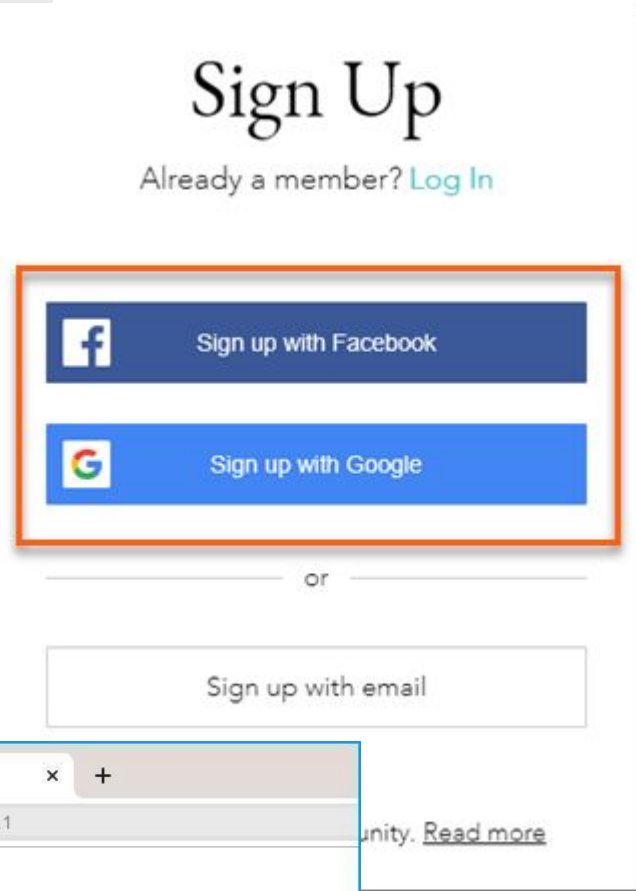 Sign Up
Already a member? Log In
Sign up with Facebook
Sign up with Google
or
Sign up with email
Read more